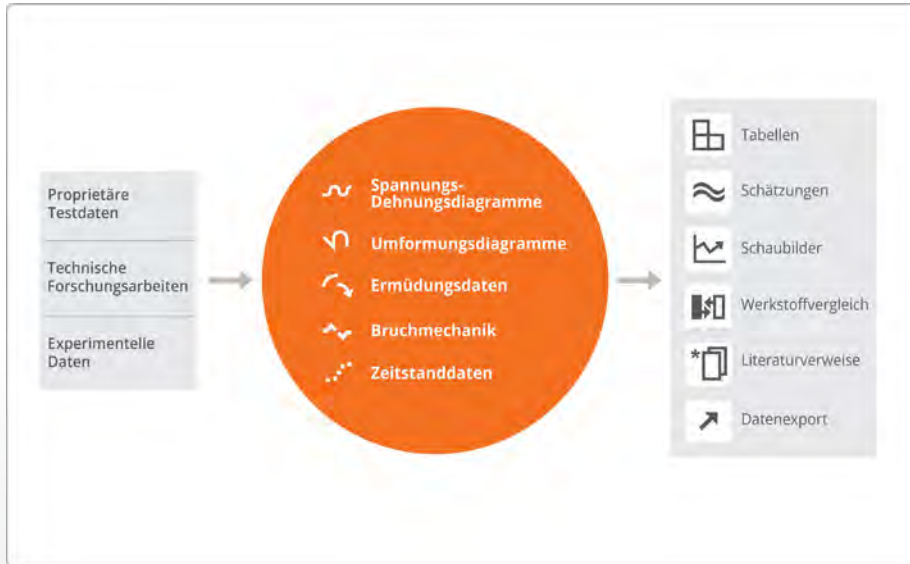 Proprietäre
Testdaten
Technische
Forschungsarbeiten
Experimentelle
Daten
Spannungs-
Dehnungsdiagramme
Umformungsdiagramme
Ermüdungsdaten
Bruchmechanik
Zeitstanddaten
Tabellen
Schätzungen
Schaubilder
Werkstoffvergleich
Literaturverweise
Datenexport